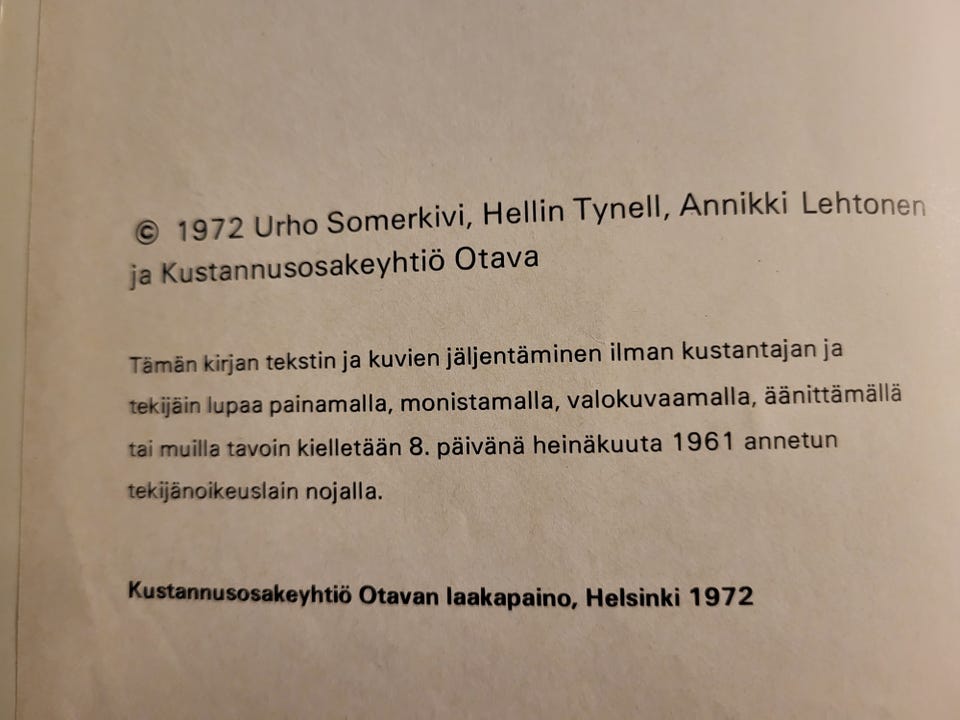 © 1972 Urho Somerkivi, Hellin Tynell, Annikki Lehtonen
ja Kustannusosakeyhtiö Otava
Tämän kirjan tekstin ja kuvien jäljentäminen ilman kustantajan ja
tekijäin lupaa painamalla, monistamalla, valokuvaamalla, äänittämällä
tai muilla tavoin kielletään 8. päivänä heinäkuuta 1961 annetun
tekijänoikeuslain nojalla.
Kustannusosakeyhtiö Otavan laakapaino, Helsinki 1972